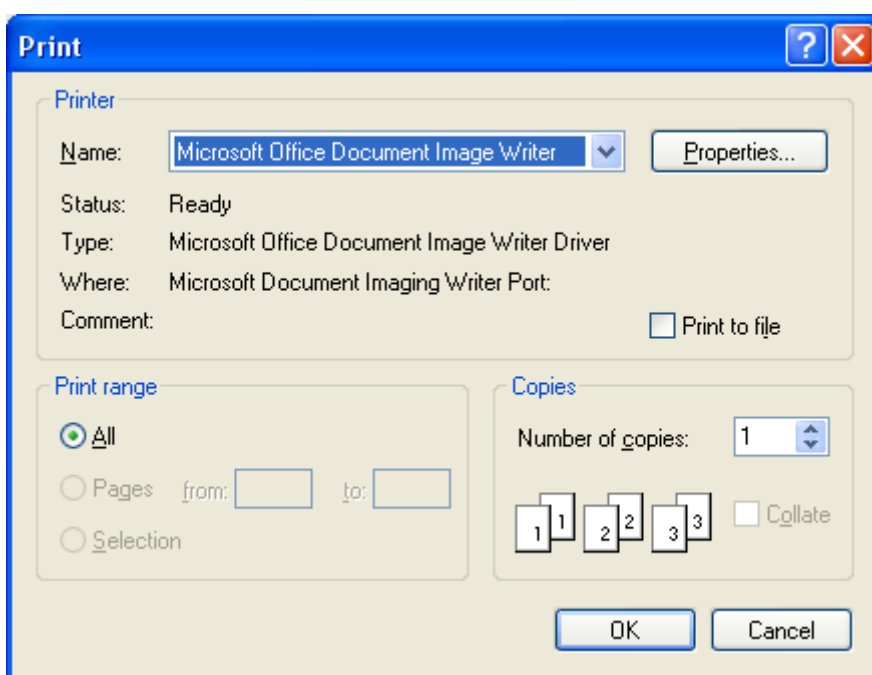 Print
Printer
Name: Microsoft Office Document Image Writer Properties...
Status: Ready
Type: Microsoft Office Document Image Writer Driver
Where: Microsoft Document Imaging Writer Port:
Comment: Print to file
Print range
All
Pages from: to:
Selection
Copies
Number of copies: 1
1 1 2 2 3 3 Collate
OK Cancel